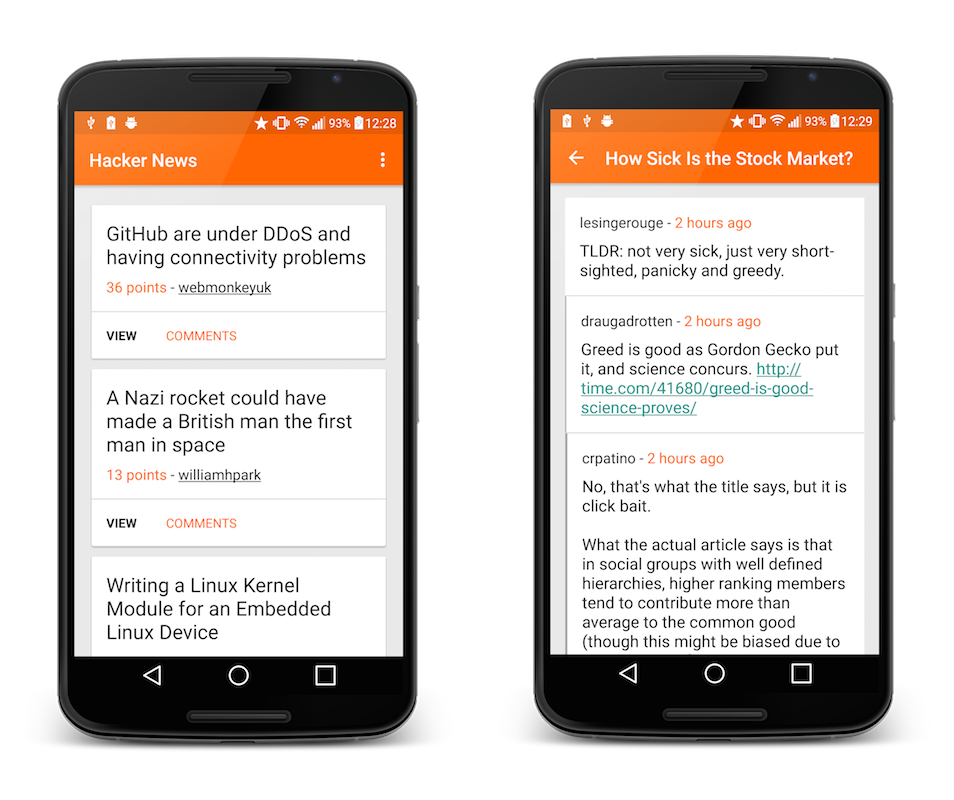 93% 12:28
Hacker News
GitHub are under DDoS and
having connectivity problems
36 points - webmonkeyuk
VIEW COMMENTS
A Nazi rocket could have
made a British man the first
man in space
13 points - williamhpark
VIEW COMMENTS
Writing a Linux Kernel
Module for an Embedded
Linux Device
93% 12:29
How Sick Is the Stock Market?
lesingerouge - 2 hours ago
TLDR: not very sick, just very short-
sighted, panicky and greedy.
draugadrotten - 2 hours ago
Greed is good as Gordon Gecko put
it, and science concurs. http://
time.com/41680/greed-is-good-
science-proves/
crpatino - 2 hours ago
No, that's what the title says, but it is
click bait.
What the actual article says is that
in social groups with well defined
hierarchies, higher ranking members
tend to contribute more than
average to the common good
(though this might be biased due to